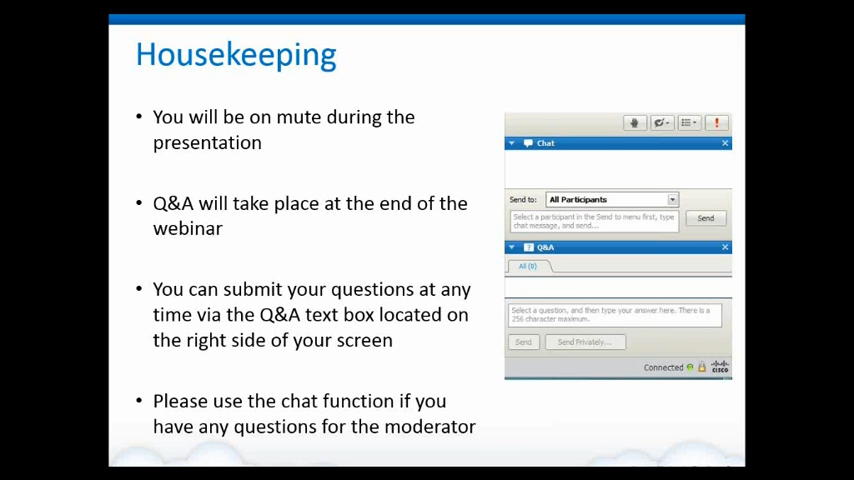 Housekeeping
• You will be on mute during the
presentation
• Q&A will take place at the end of the
webinar
• You can submit your questions at any
time via the Q&A text box located on
the right side of your screen
• Please use the chat function if you
have any questions for the moderator
Chat
Send to: All Participants
Select a participant in the Send to menu first, type
chat message, and send...
Send
Q&A
All (0)
Select a question, and then type your answer here. There is a
256 character maximum.
Send Send Privately...
Connected
CISCO